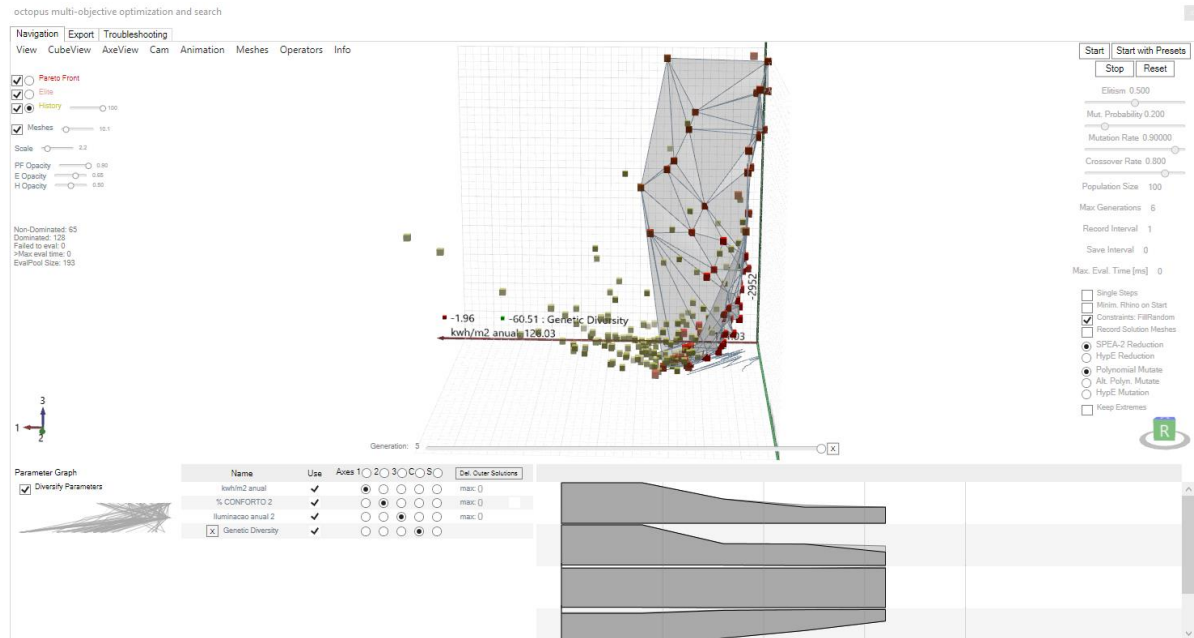 octopus multi-objective optimization and search
Navigation Export Troubleshooting
View CubeView AxeView Cam Animation Meshes Operators Info
Start Start with Presets
Stop Reset
Pareto Front
Elite
History 100
Meshes 10.1
Scale 2.2
PF Opacity 0.80
E Opacity 0.65
H Opacity 0.50
Non-Dominated: 65
Dominated: 128
Failed to eval: 0
>Max eval time: 0
EvalPool Size: 193
Elitism 0.500
Mut. Probability 0.200
Mutation Rate 0.90000
Crossover Rate 0.800
Population Size 100
Max Generations 6
Record Interval 1
Save Interval 0
Max. Eval. Time [ms] 0
Single Steps
Minim. Rhino on Start
Constraints: FillRandom
Record Solution Meshes
SPEA-2 Reduction
HypE Reduction
Polynomial Mutate
Alt. Polyn. Mutate
HypE Mutation
Keep Extremes
R
-2952
-1.96 -60.51 : Genetic Diversity
kwh/m2 anual
3
1
2
Generation: 5 X
Parameter Graph
Diversify Parameters
Name Use Axes 1 2 3 C S Del. Outer Solutions
kwh/m2 anual max: ()
% CONFORTO 2 max: ()
Iluminacao anual 2 max: ()
X Genetic Diversity